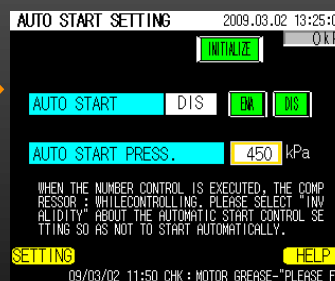 AUTO START SETTING 2009.03.02 13:25:0
INITIALIZE 0 k
AUTO START DIS ENA DIS
AUTO START PRESS. 450 kPa
WHEN THE NUMBER CONTROL IS EXECUTED, THE COMP
RESSOR : WHILECONTROLLING. PLEASE SELECT "INV
ALIDITY" ABOUT THE AUTOMATIC START CONTROL SE
TTING SO AS NOT TO START AUTOMATICALLY.
SETTING HELP
09/03/02 11:50 CHK : MOTOR GREASE-"PLEASE F